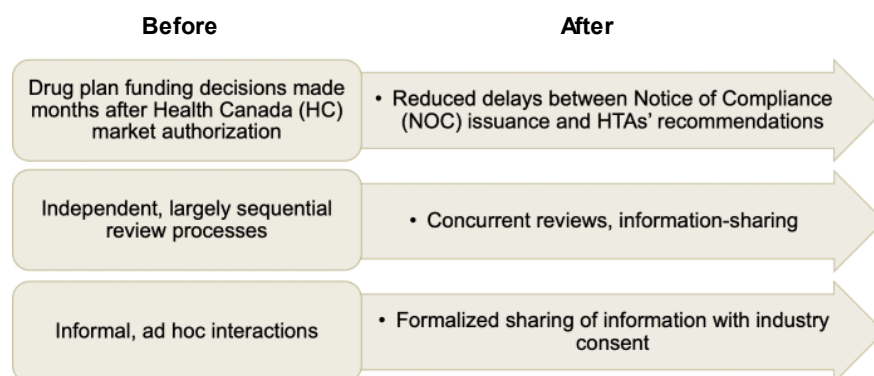 Before
After
Drug plan funding decisions made
months after Health Canada (HC)
market authorization
• Reduced delays between Notice of Compliance
(NOC) issuance and HTAs’ recommendations
Independent, largely sequential
review processes
• Concurrent reviews, information-sharing
Informal, ad hoc interactions
• Formalized sharing of information with industry
consent